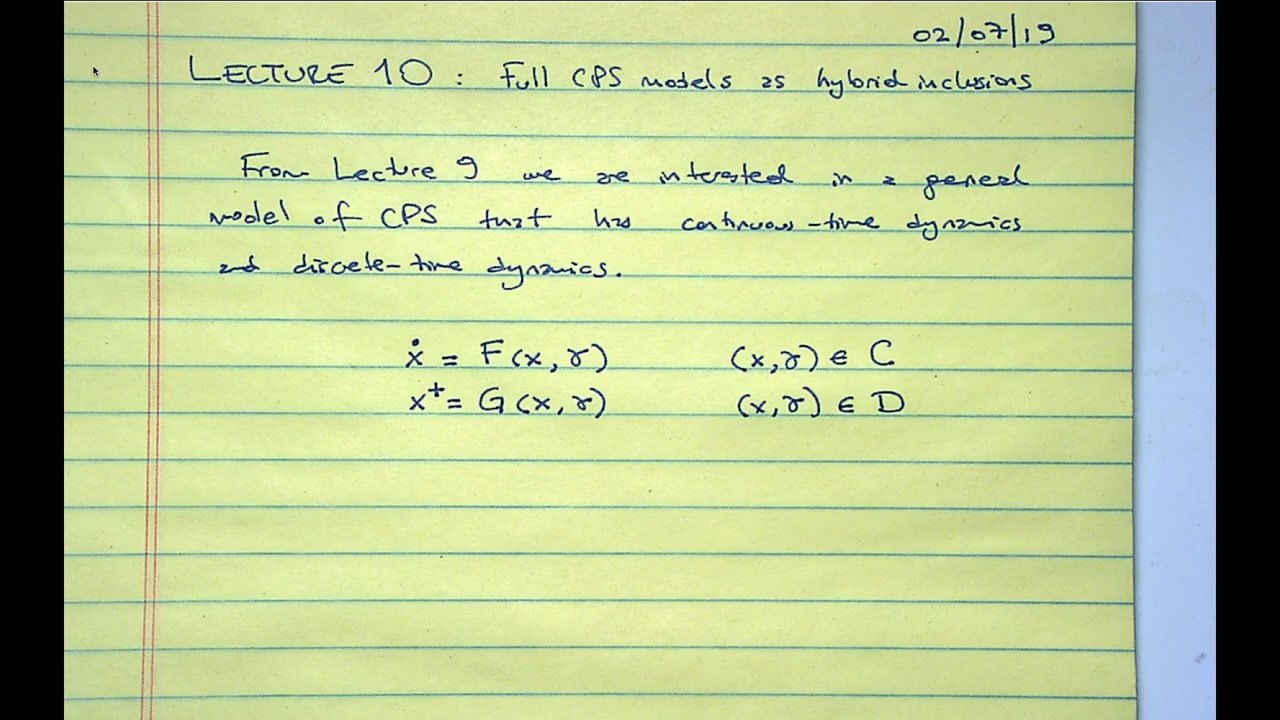 02/07/19
LECTURE 10 : Full CPS models as hybrid inclusions
From Lecture 9 we are interested in a general
model of CPS that has continuous-time dynamics
and discete-time dynamics.
ẋ = F(x, γ) (x, γ) ∈ C
x⁺ = G(x, γ) (x, γ) ∈ D